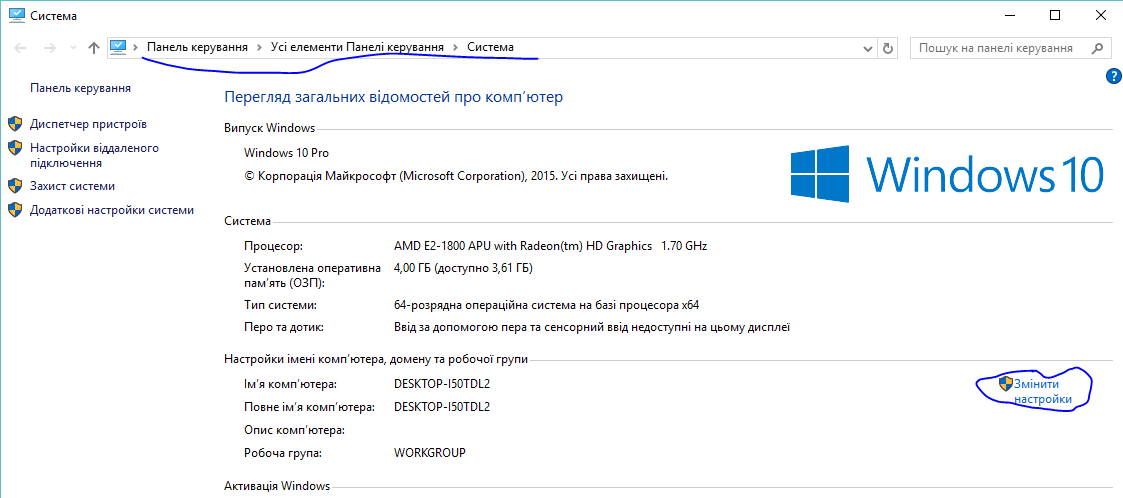 Система
Панель керування > Усі елементи Панелі керування > Система
Пошук на панелі керування
?
Панель керування
Диспетчер пристроїв
Настройки віддаленого
підключення
Захист системи
Додаткові настройки системи
Перегляд загальних відомостей про комп’ютер
Випуск Windows
Windows 10 Pro
© Корпорація Майкрософт (Microsoft Corporation), 2015. Усі права захищені.
Windows 10
Система
Процесор: AMD E2-1800 APU with Radeon(tm) HD Graphics 1.70 GHz
Установлена оперативна
пам’ять (ОЗП): 4,00 ГБ (доступно 3,61 ГБ)
Тип системи: 64-розрядна операційна система на базі процесора x64
Перо та дотик: Ввід за допомогою пера та сенсорний ввід недоступні на цьому дисплеї
Настройки імені комп’ютера, домену та робочої групи
Ім’я комп’ютера: DESKTOP-I50TDL2
Змінити
настройки
Повне ім’я комп’ютера: DESKTOP-I50TDL2
Опис комп’ютера:
Робоча група: WORKGROUP
Активація Windows